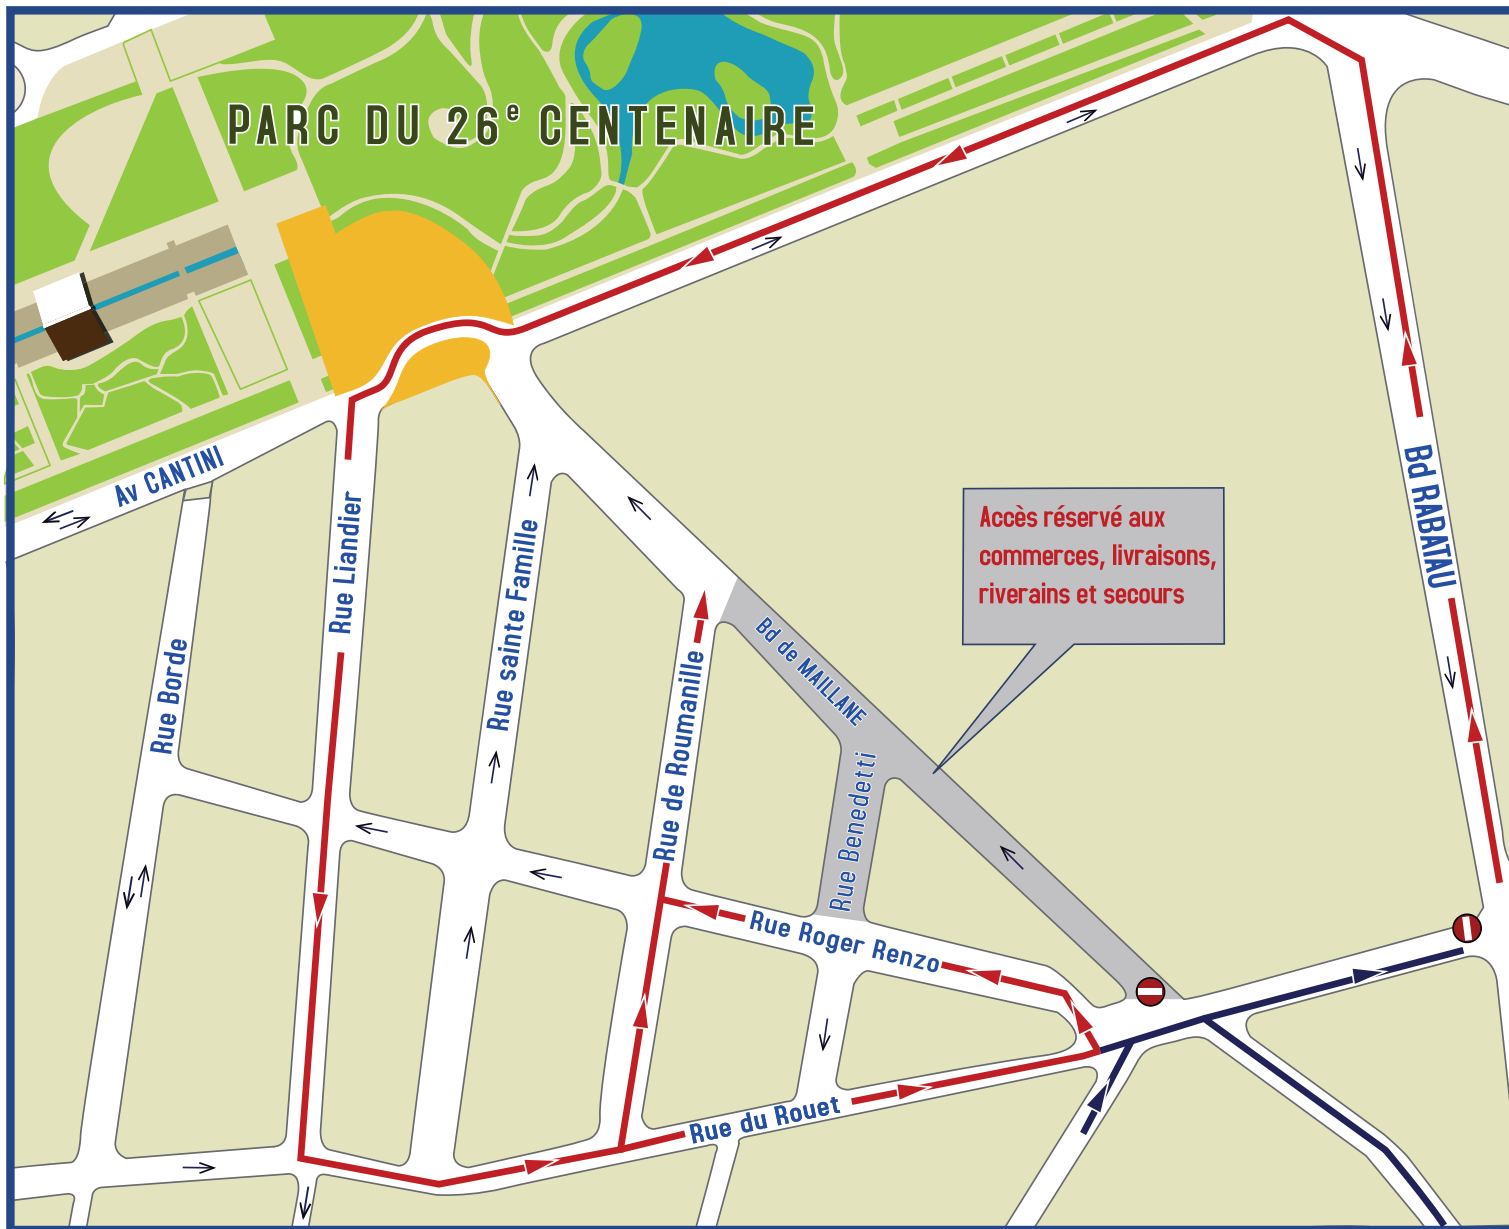 PARC DU 26e CENTENAIRE
Av CANTINI
Rue Borde
Rue Liandier
Rue sainte Famille
Rue de Roumanille
Bd de MAILLANE
Rue Benedetti
Accès réservé aux
commerces, livraisons,
riverains et secours
Bd RABATAU
Rue Roger Renzo
Rue du Rouet